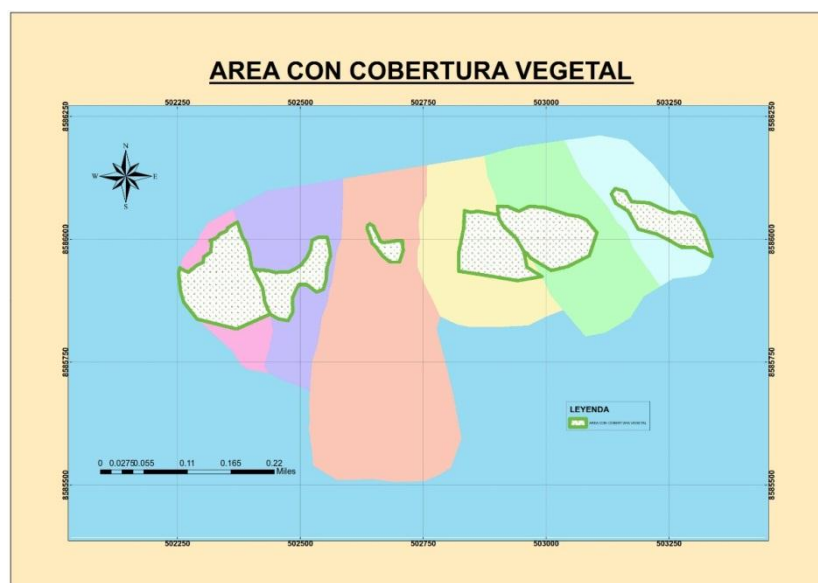 AREA CON COBERTURA VEGETAL
502250 502500 502750 503000 503250
8586250 8586250
N
W E
S
8586000 8586000
8585750 8585750
LEYENDA
AREA CON COBERTURA VEGETAL
0 0.0275 0.055 0.11 0.165 0.22
Miles
8585500 8585500
502250 502500 502750 503000 503250